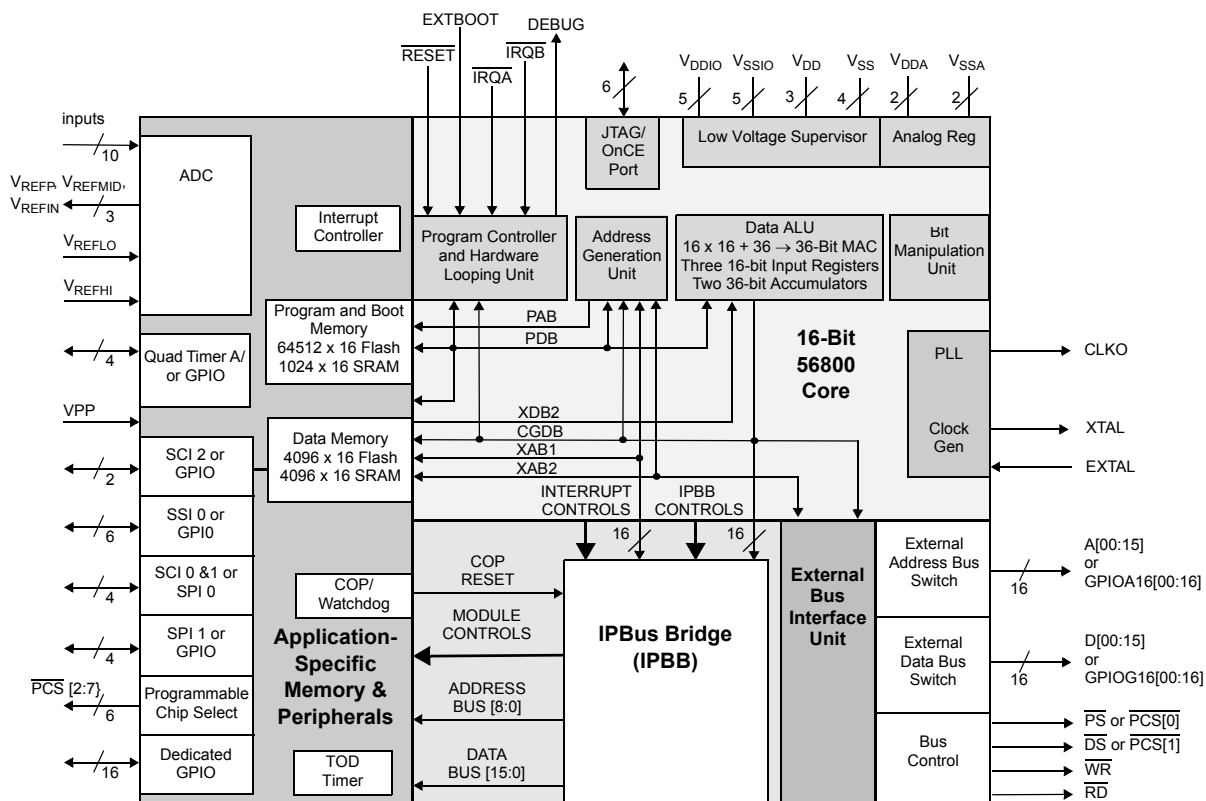 EXTBOOT
DEBUG
RESET
IRQB
IRQA
6
VDDIO
VSSIO
VDD
VSS
VDDA
VSSA
5
5
3
4
2
2
inputs
10
ADC
JTAG/
OnCE
Port
Low Voltage Supervisor
Analog Reg
VREFP, VREFMID,
VREFIN
3
VREFLO
VREFHI
Interrupt
Controller
Program Controller
and Hardware
Looping Unit
Address
Generation
Unit
Data ALU
16 x 16 + 36 → 36-Bit MAC
Three 16-bit Input Registers
Two 36-bit Accumulators
Bit
Manipulation
Unit
Program and Boot
Memory
64512 x 16 Flash
1024 x 16 SRAM
PAB
PDB
16-Bit
56800
Core
PLL
Clock
Gen
CLKO
XTAL
EXTAL
4
Quad Timer A/
or GPIO
VPP
XDB2
CGDB
XAB1
XAB2
Data Memory
4096 x 16 Flash
4096 x 16 SRAM
2
SCI 2 or
GPIO
INTERRUPT
CONTROLS
IPBB
CONTROLS
16
16
6
SSI 0 or
GPI0
4
SCI 0 &1 or
SPI 0
COP/
Watchdog
COP
RESET
MODULE
CONTROLS
ADDRESS
BUS [8:0]
DATA
BUS [15:0]
IPBus Bridge
(IPBB)
External
Bus
Interface
Unit
External
Address Bus
Switch
16
A[00:15]
or
GPIOA16[00:16]
4
SPI 1 or
GPIO
Application-
Specific
Memory &
Peripherals
External
Data Bus
Switch
16
D[00:15]
or
GPIOG16[00:16]
PCS [2:7}
6
Programmable
Chip Select
16
Dedicated
GPIO
TOD
Timer
Bus
Control
PS or PCS[0]
DS or PCS[1]
WR
RD